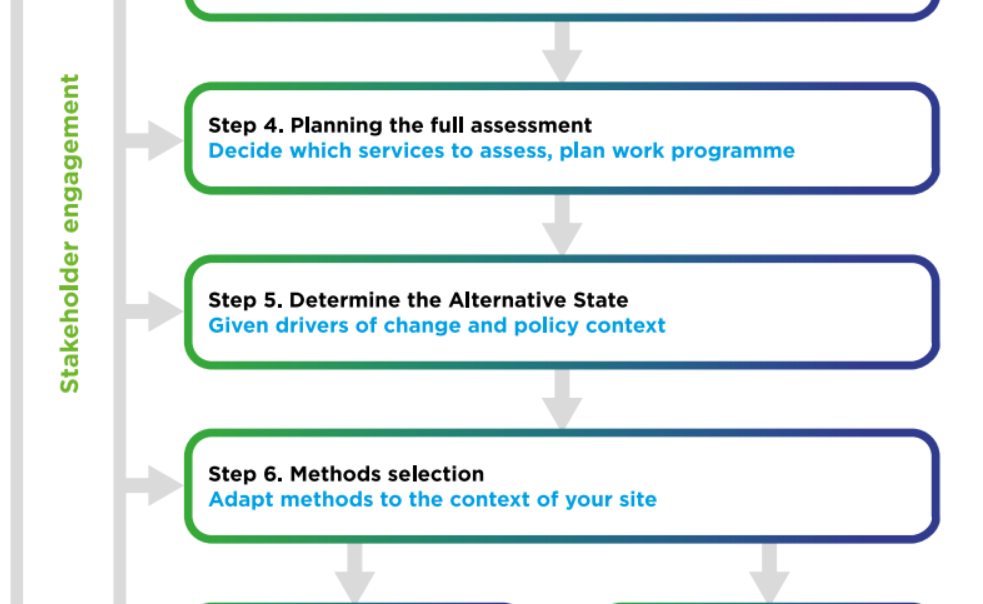 Stakeholder engagement
Step 4. Planning the full assessment
Decide which services to assess, plan work programme
Step 5. Determine the Alternative State
Given drivers of change and policy context
Step 6. Methods selection
Adapt methods to the context of your site